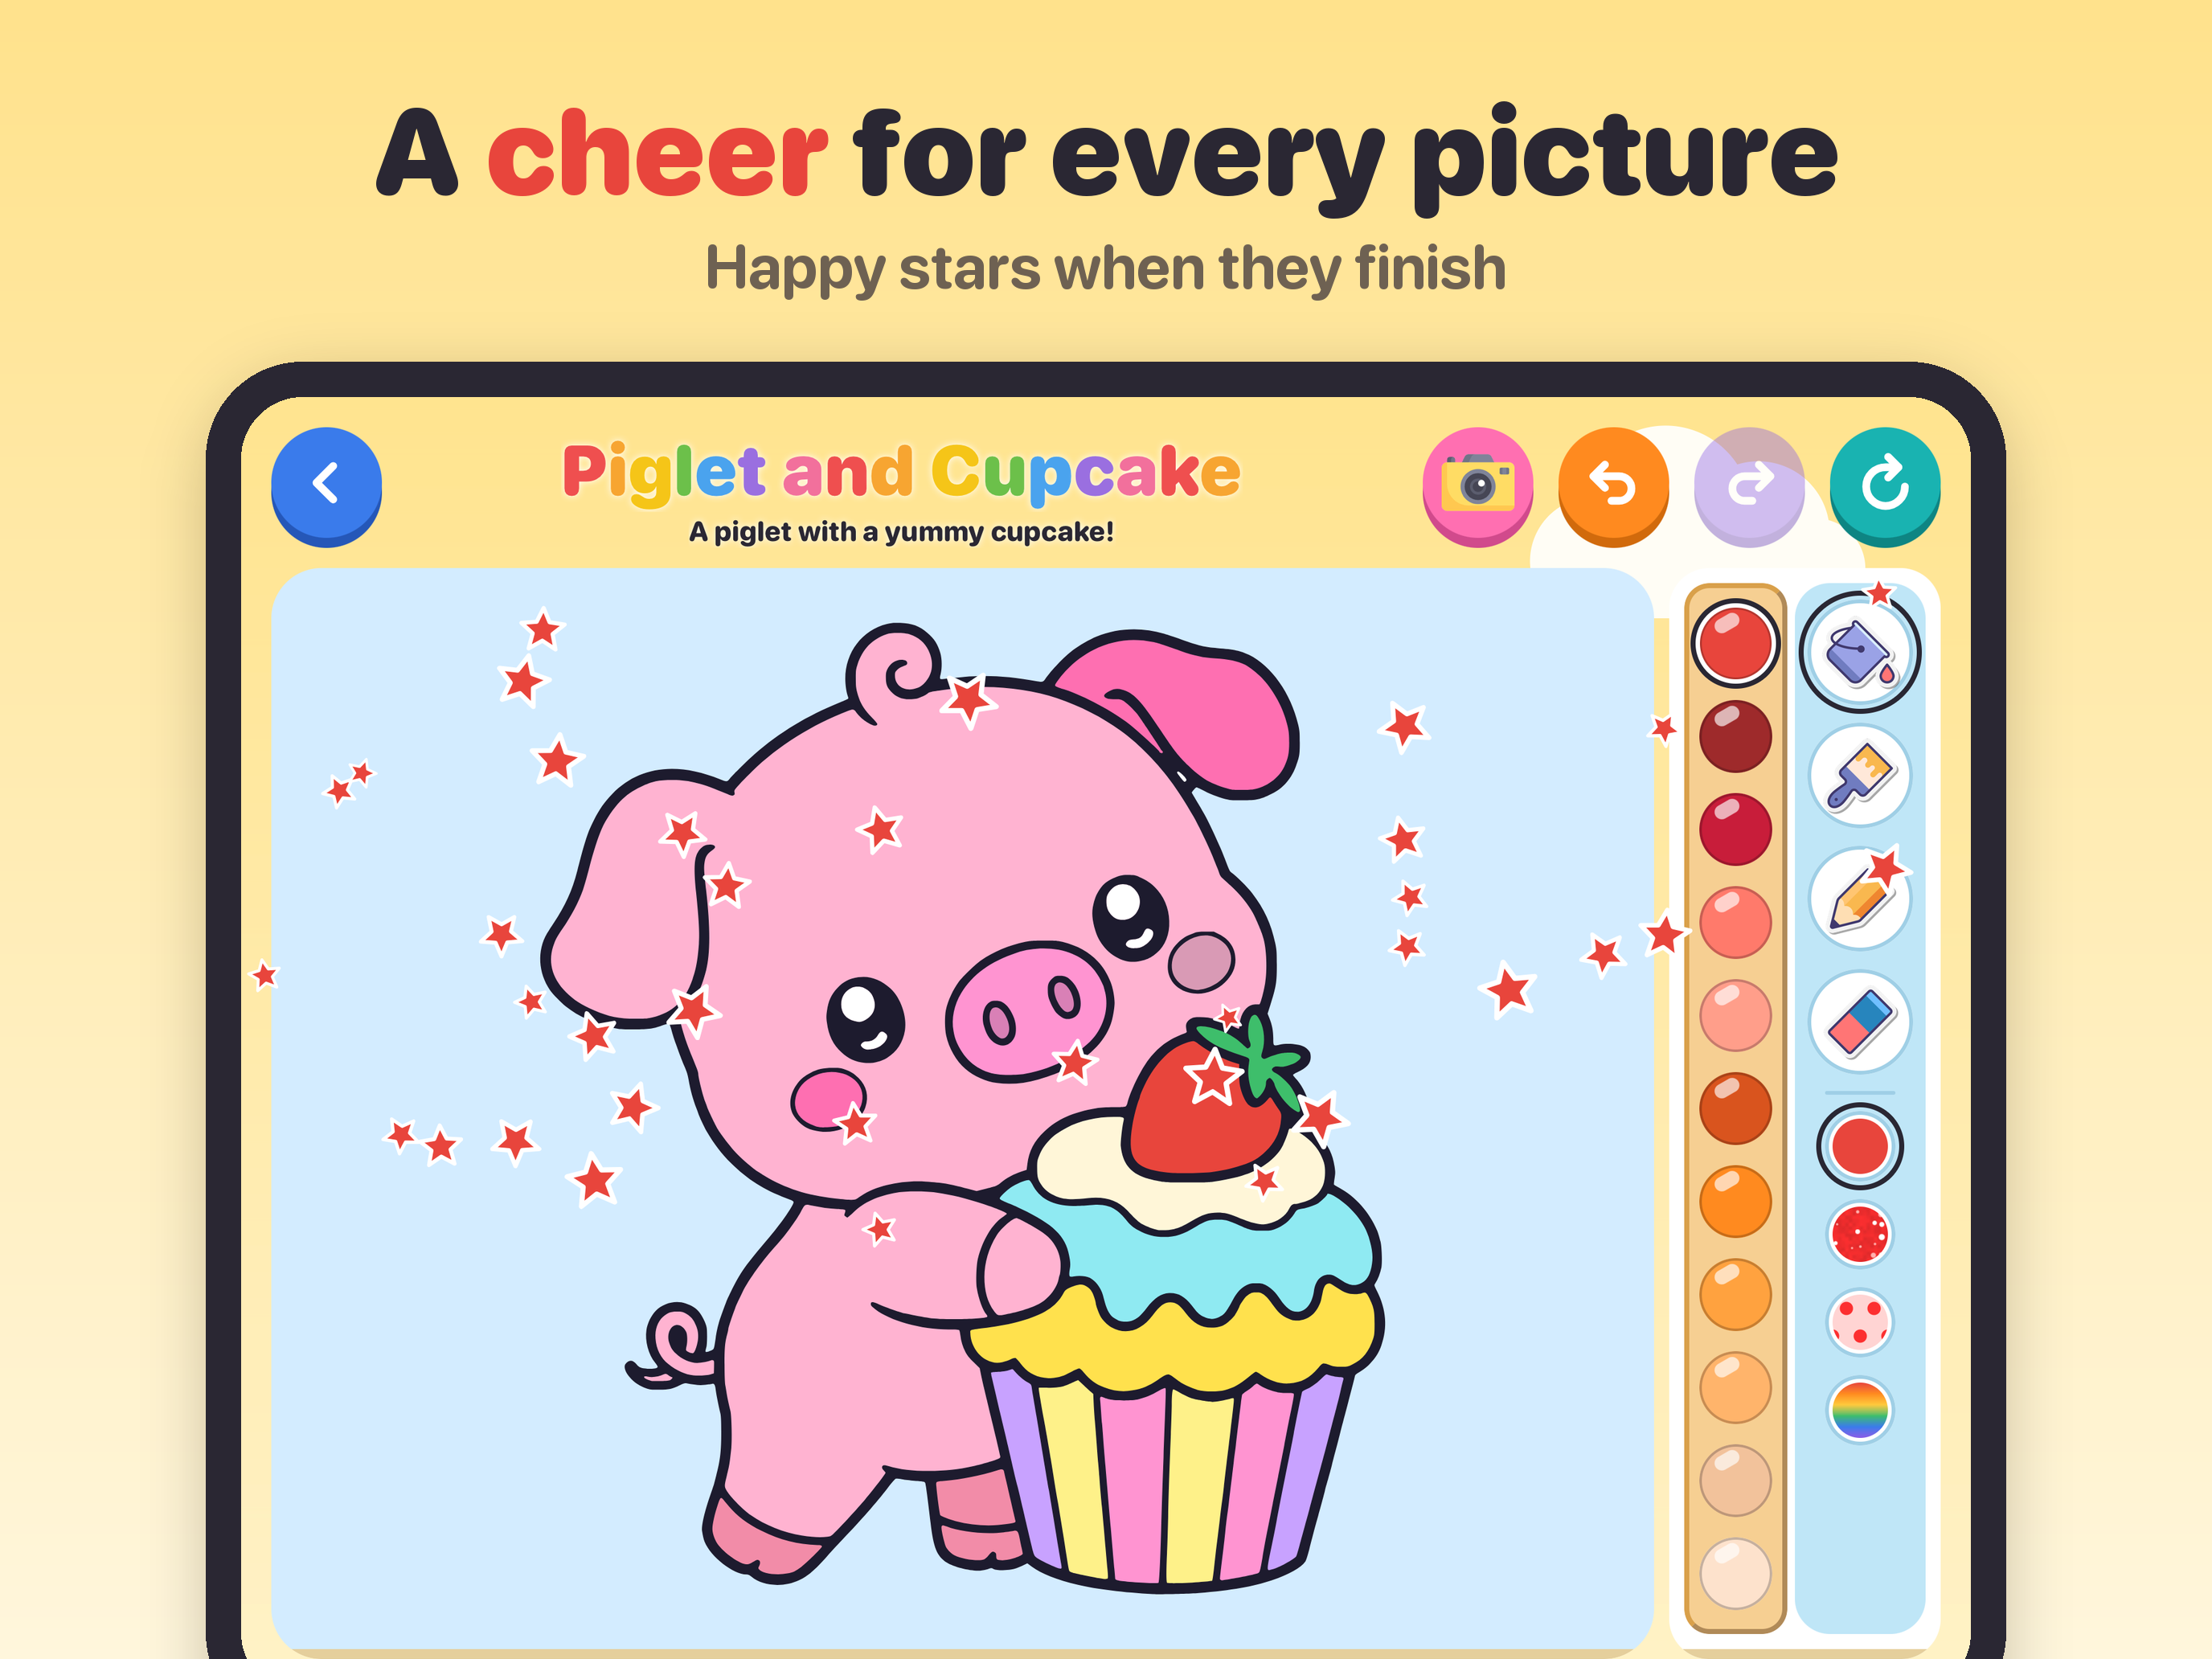 A cheer for every picture
Happy stars when they finish
Piglet and Cupcake
A piglet with a yummy cupcake!